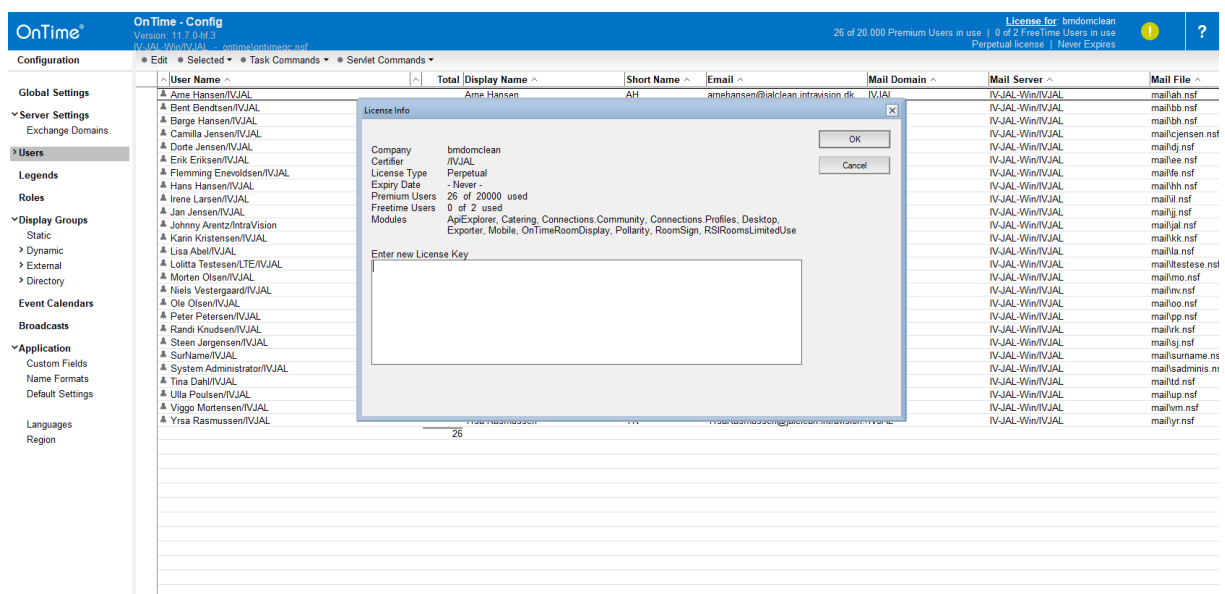 OnTime®
OnTime - Config
Version: 11.7.0-hf.3
IV-JAL-Win/IVJAL - ontime\ontimegc.nsf
License for: bmdomclean
26 of 20.000 Premium Users in use | 0 of 2 FreeTime Users in use
Perpetual license | Never Expires
!
?
Configuration
Edit Selected Task Commands Servlet Commands
Global Settings
Server Settings
Exchange Domains
Users
Legends
Roles
Display Groups
Static
Dynamic
External
Directory
Event Calendars
Broadcasts
Application
Custom Fields
Name Formats
Default Settings
Languages
Region
User Name Total Display Name Short Name Email Mail Domain Mail Server Mail File
Arne Hansen/IVJAL Arne Hansen AH arnehansen@jalclean.intravision.dk IVJAL IV-JAL-Win/IVJAL mail\ah.nsf
Bent Bendtsen/IVJAL IV-JAL-Win/IVJAL mail\bb.nsf
Børge Hansen/IVJAL IV-JAL-Win/IVJAL mail\bh.nsf
Camilla Jensen/IVJAL IV-JAL-Win/IVJAL mail\cjensen.nsf
Dorte Jensen/IVJAL IV-JAL-Win/IVJAL mail\dj.nsf
Erik Eriksen/IVJAL IV-JAL-Win/IVJAL mail\ee.nsf
Flemming Enevoldsen/IVJAL IV-JAL-Win/IVJAL mail\fe.nsf
Hans Hansen/IVJAL IV-JAL-Win/IVJAL mail\hh.nsf
Irene Larsen/IVJAL IV-JAL-Win/IVJAL mail\il.nsf
Jan Jensen/IVJAL IV-JAL-Win/IVJAL mail\jj.nsf
Johnny Arentz/IntraVision IV-JAL-Win/IVJAL mail\jal.nsf
Karin Kristensen/IVJAL IV-JAL-Win/IVJAL mail\kk.nsf
Lisa Abel/IVJAL IV-JAL-Win/IVJAL mail\la.nsf
Lolitta Testesen/LTE/IVJAL IV-JAL-Win/IVJAL mail\ltestese.nsf
Morten Olsen/IVJAL IV-JAL-Win/IVJAL mail\mo.nsf
Niels Vestergaard/IVJAL IV-JAL-Win/IVJAL mail\nv.nsf
Ole Olsen/IVJAL IV-JAL-Win/IVJAL mail\oo.nsf
Peter Petersen/IVJAL IV-JAL-Win/IVJAL mail\pp.nsf
Randi Knudsen/IVJAL IV-JAL-Win/IVJAL mail\rk.nsf
Steen Jørgensen/IVJAL IV-JAL-Win/IVJAL mail\sj.nsf
SurName/IVJAL IV-JAL-Win/IVJAL mail\surname.ns
System Administrator/IVJAL IV-JAL-Win/IVJAL mail\sadminis.ns
Tina Dahl/IVJAL IV-JAL-Win/IVJAL mail\td.nsf
Ulla Poulsen/IVJAL IV-JAL-Win/IVJAL mail\up.nsf
Viggo Mortensen/IVJAL IV-JAL-Win/IVJAL mail\vm.nsf
Yrsa Rasmussen/IVJAL IV-JAL-Win/IVJAL mail\yr.nsf
26
License Info
OK
Cancel
Company bmdomclean
Certifier /IVJAL
License Type Perpetual
Expiry Date - Never -
Premium Users 26 of 20000 used
Freetime Users 0 of 2 used
Modules ApiExplorer, Catering, Connections.Community, Connections.Profiles, Desktop,
Exporter, Mobile, OnTimeRoomDisplay, Pollarity, RoomSign, RSIRoomsLimitedUse
Enter new License Key